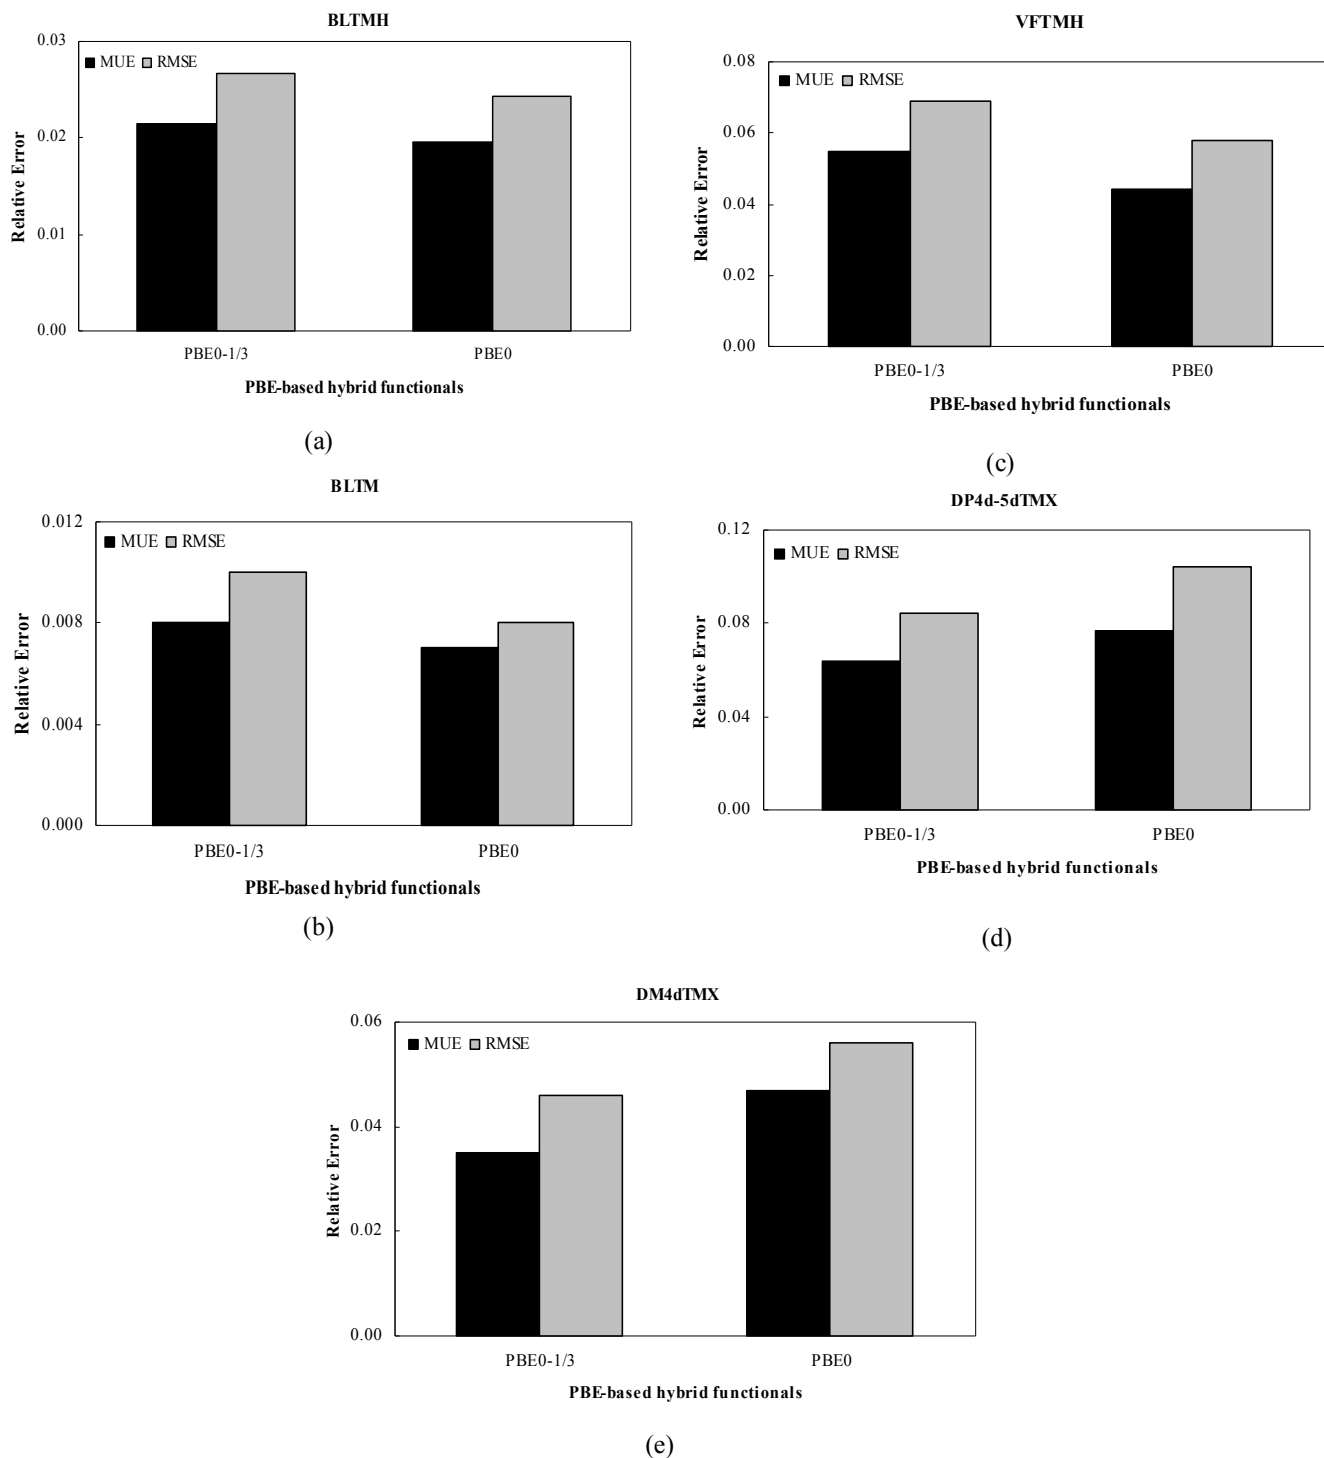 BLTMH
0.03
MUE RMSE
0.02
0.01
0.00
Relative Error
PBE0-1/3 PBE0
PBE-based hybrid functionals
(a)
VFTMH
0.08
MUE RMSE
0.06
0.04
0.02
0.00
Relative Error
PBE0-1/3 PBE0
PBE-based hybrid functionals
(c)
BLTM
0.012
MUE RMSE
0.008
0.004
0.000
Relative Error
PBE0-1/3 PBE0
PBE-based hybrid functionals
(b)
DP4d-5dTMX
0.12
MUE RMSE
0.08
0.04
0.00
Relative Error
PBE0-1/3 PBE0
PBE-based hybrid functionals
(d)
DM4dTMX
0.06
MUE RMSE
0.04
0.02
0.00
Relative Error
PBE0-1/3 PBE0
PBE-based hybrid functionals
(e)